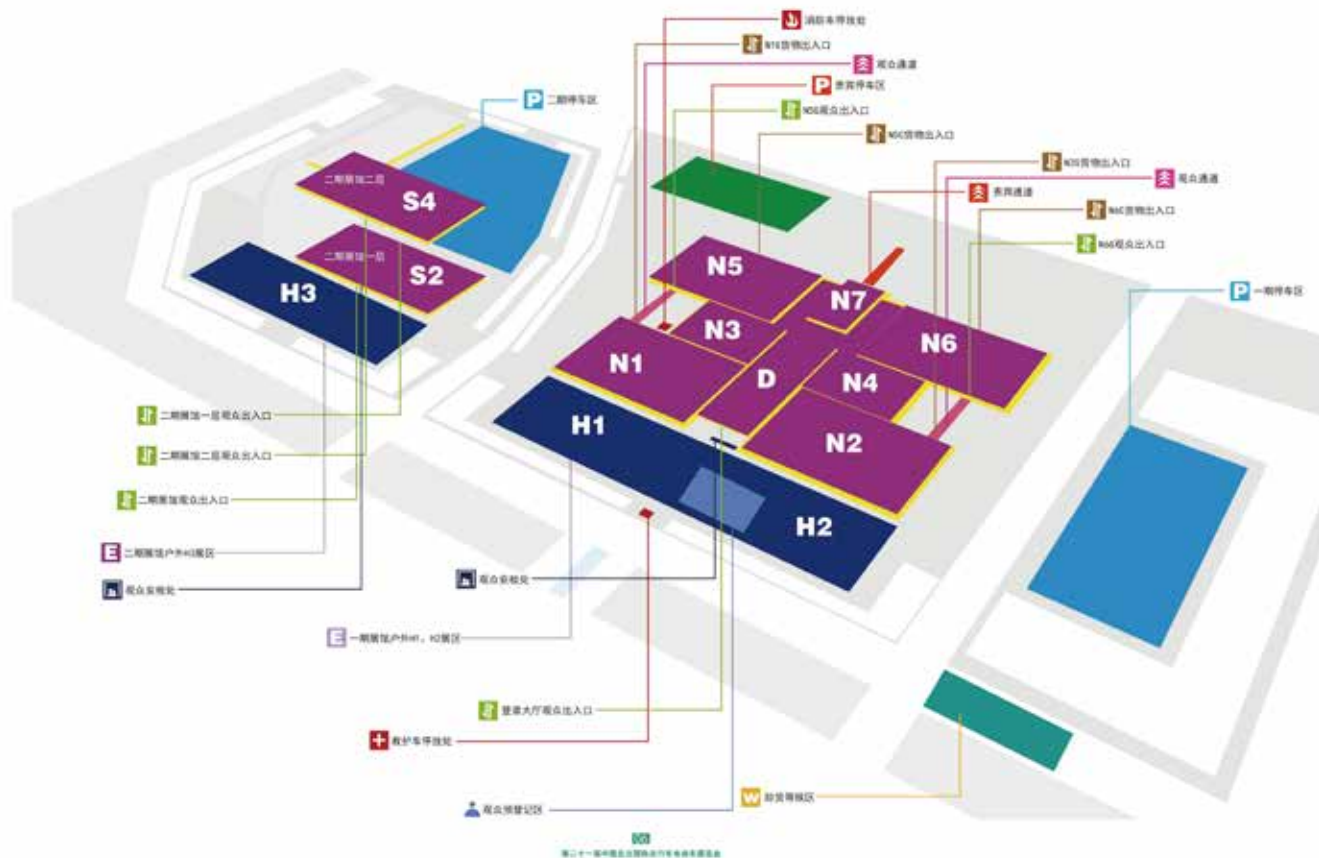 消防车停放处
N1G货物出入口
观众通道
P 贵宾停车区
P 二期停车区
N5G观众出入口
N5C货物出入口
N3G货物出入口
观众通道
贵宾通道
N6C货物出入口
N6G观众出入口
P 一期停车区
二期展馆二层
S4
二期展馆一层
S2
H3
N5
N7
N3
N6
N1
D
N4
N2
H1
H2
二期展馆一层观众出入口
二期展馆二层观众出入口
二期展馆观众出入口
E 二期展馆户外H3展区
观众安检处
观众安检处
E 一期展馆户外H1,H2展区
登录大厅观众出入口
救护车停放处
观众预登记区
W 卸货等候区
06